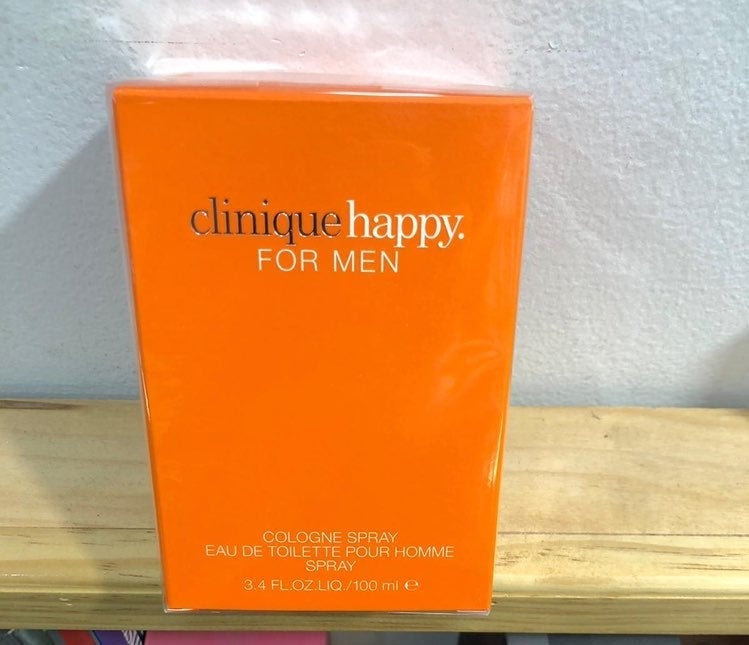 clinique happy.
FOR MEN
COLOGNE SPRAY
EAU DE TOILETTE POUR HOMME
SPRAY
3.4 FL.OZ.LIQ./100 ml ℮